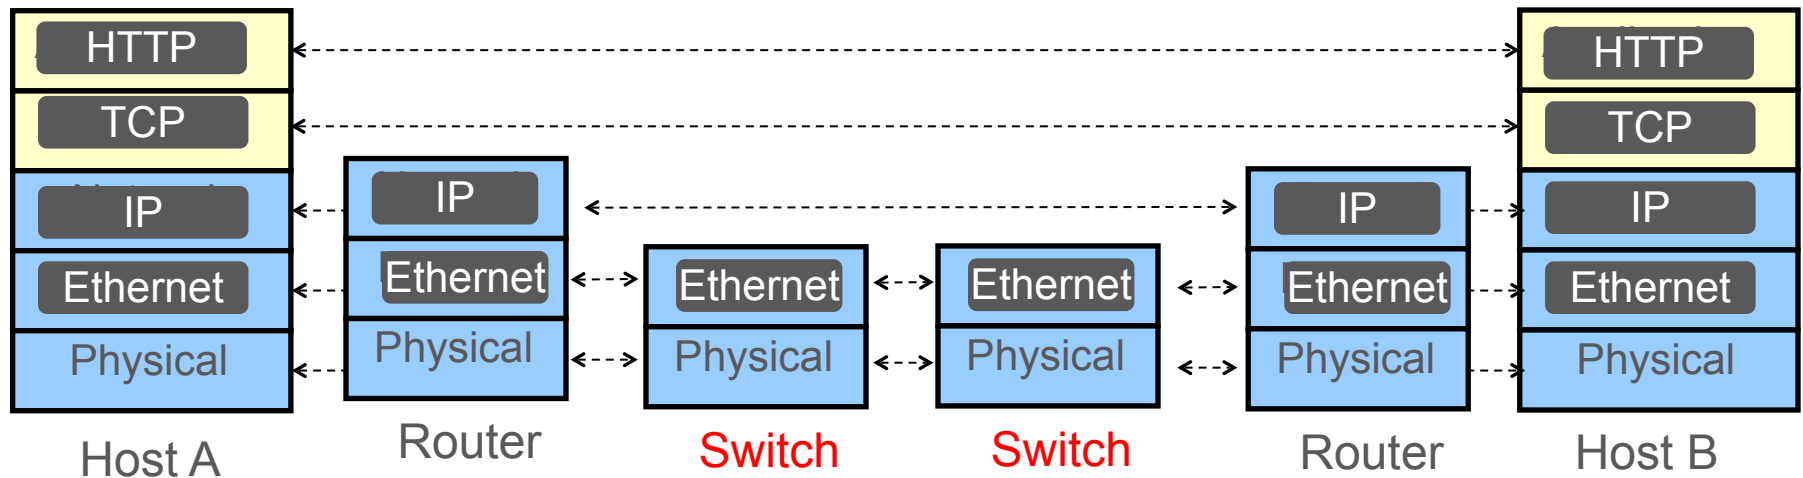 HTTP
TCP
IP
Ethernet
Physical
Host A
IP
Ethernet
Physical
Router
Ethernet
Physical
Switch
Ethernet
Physical
Switch
IP
Ethernet
Physical
Router
HTTP
TCP
IP
Ethernet
Physical
Host B